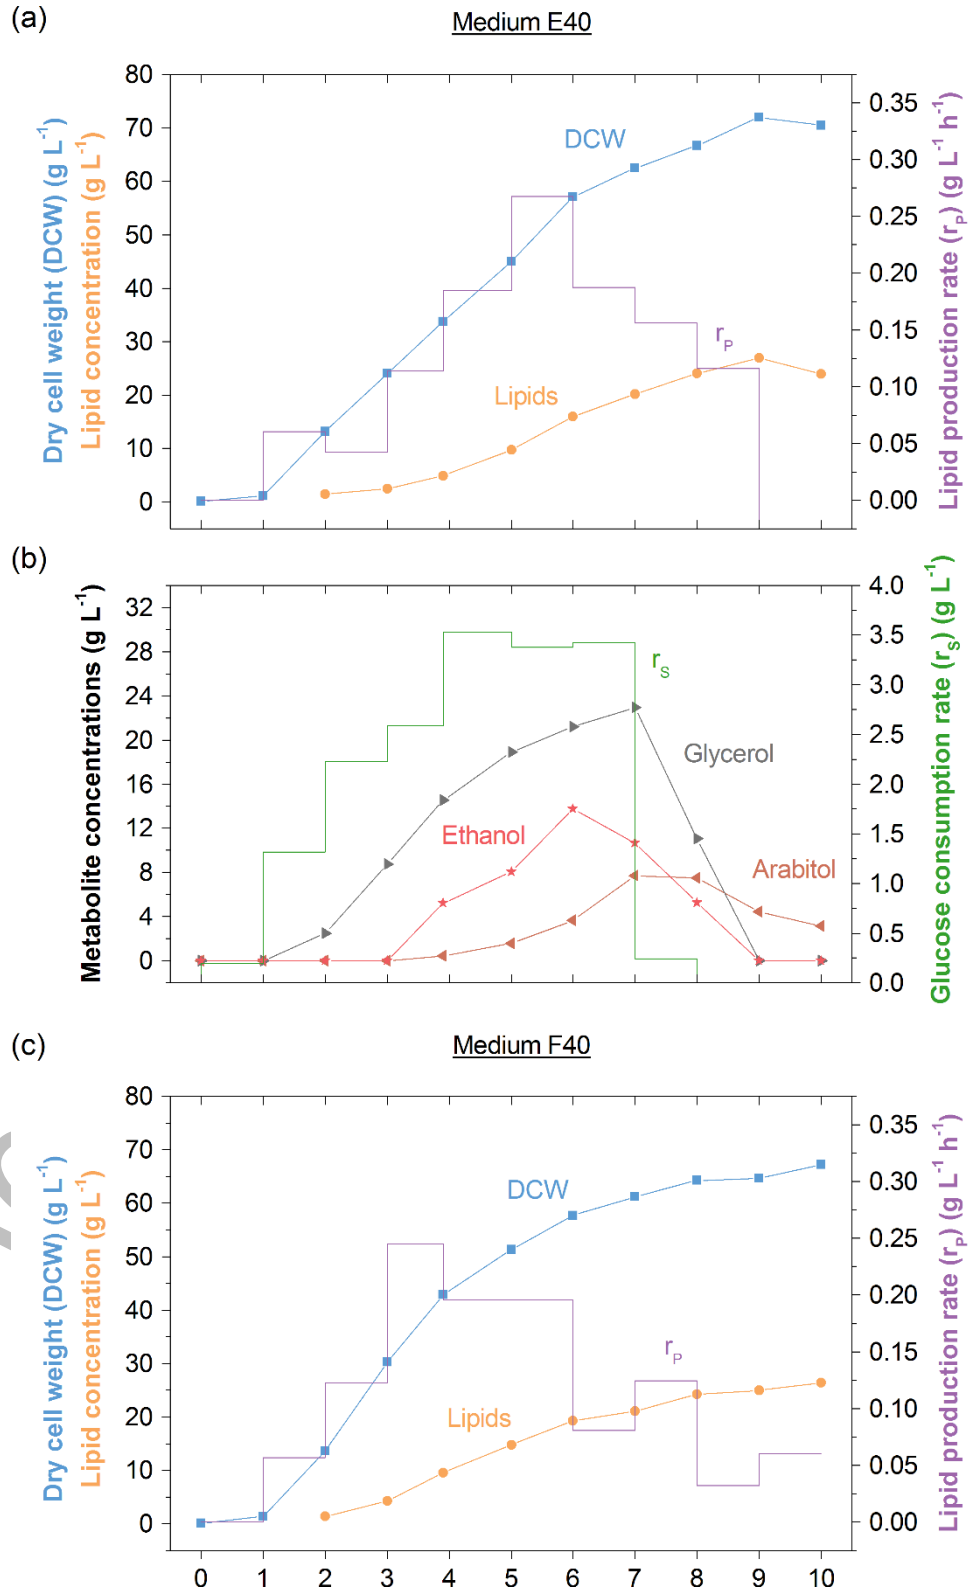 (a)
Medium E40
Dry cell weight (DCW) (g L⁻¹)
Lipid concentration (g L⁻¹)
80
70
60
50
40
30
20
10
0
DCW
Lipids
rₚ
0.35
0.30
0.25
0.20
0.15
0.10
0.05
0.00
Lipid production rate (rₚ) (g L⁻¹ h⁻¹)
(b)
Metabolite concentrations (g L⁻¹)
32
28
24
20
16
12
8
4
0
rₛ
Glycerol
Ethanol
Arabitol
4.0
3.5
3.0
2.5
2.0
1.5
1.0
0.5
0.0
Glucose consumption rate (rₛ) (g L⁻¹)
(c)
Medium F40
Dry cell weight (DCW) (g L⁻¹)
Lipid concentration (g L⁻¹)
80
70
60
50
40
30
20
10
0
DCW
rₚ
Lipids
0.35
0.30
0.25
0.20
0.15
0.10
0.05
0.00
Lipid production rate (rₚ) (g L⁻¹ h⁻¹)
0 1 2 3 4 5 6 7 8 9 10